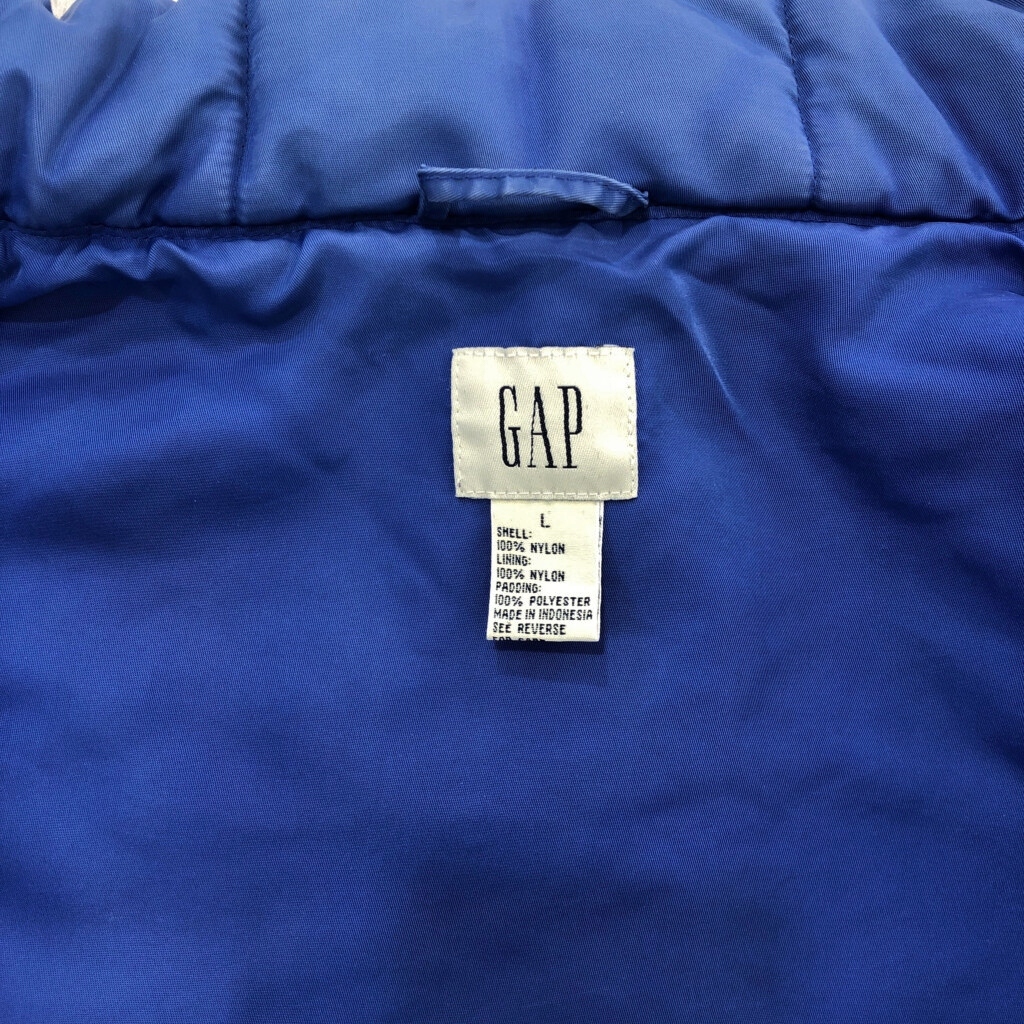 GAP
L
SHELL:
100% NYLON
LINING:
100% NYLON
PADDING:
100% POLYESTER
MADE IN INDONESIA
SEE REVERSE